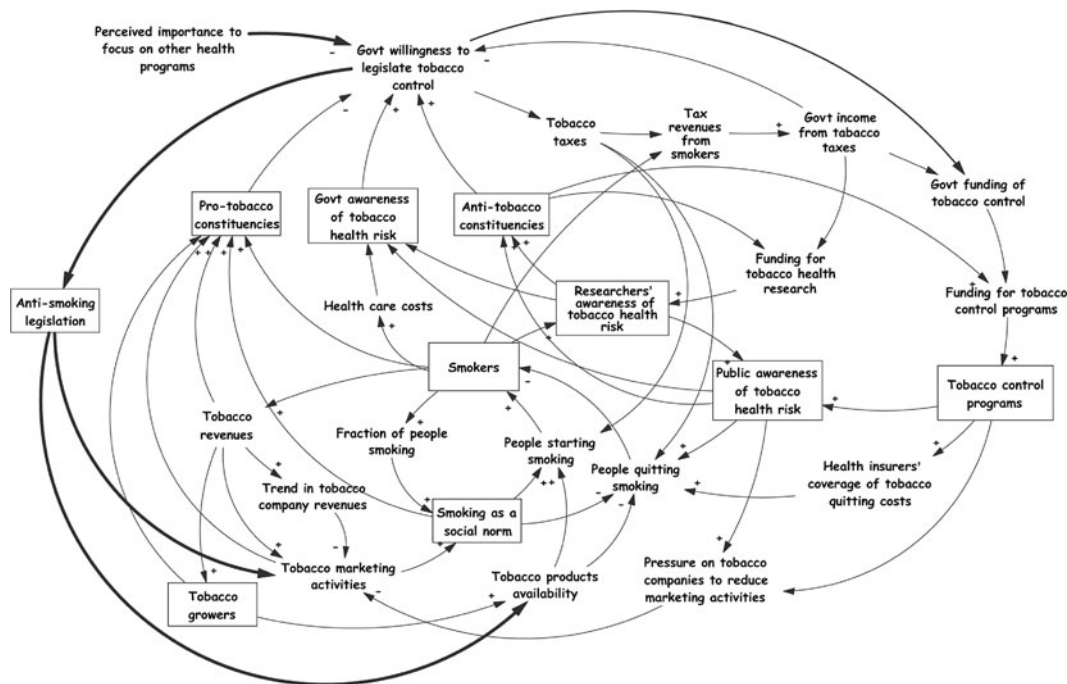 Perceived importance to
focus on other health
programs
Govt willingness to
legislate tobacco
control
Tobacco
taxes
Tax
revenues
from
smokers
Govt income
from tabacco
taxes
Govt funding of
tobacco control
Pro-tobacco
constituencies
Govt awareness
of tobacco
health risk
Anti-tobacco
constituencies
Funding for
tobacco health
research
Anti-smoking
legislation
Health care costs
Researchers'
awareness of
tobacco health
risk
Funding for tobacco
control programs
Smokers
Public awareness
of tobacco
health risk
Tobacco control
programs
Tobacco
revenues
Fraction of people
smoking
People starting
smoking
People quitting
smoking
Health insurers'
coverage of tobacco
quitting costs
Trend in tobacco
company revenues
Smoking as a
social norm
Tobacco marketing
activities
Tobacco products
availability
Pressure on tobacco
companies to reduce
marketing activities
Tobacco
growers